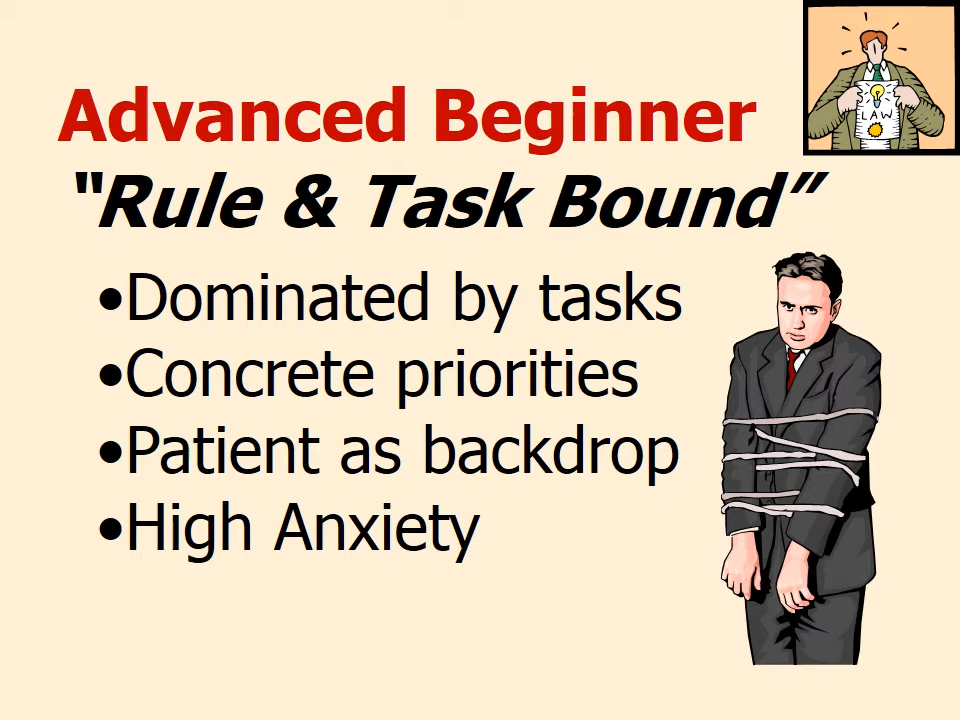 Advanced Beginner
“Rule & Task Bound”
•Dominated by tasks
•Concrete priorities
•Patient as backdrop
•High Anxiety
LAW